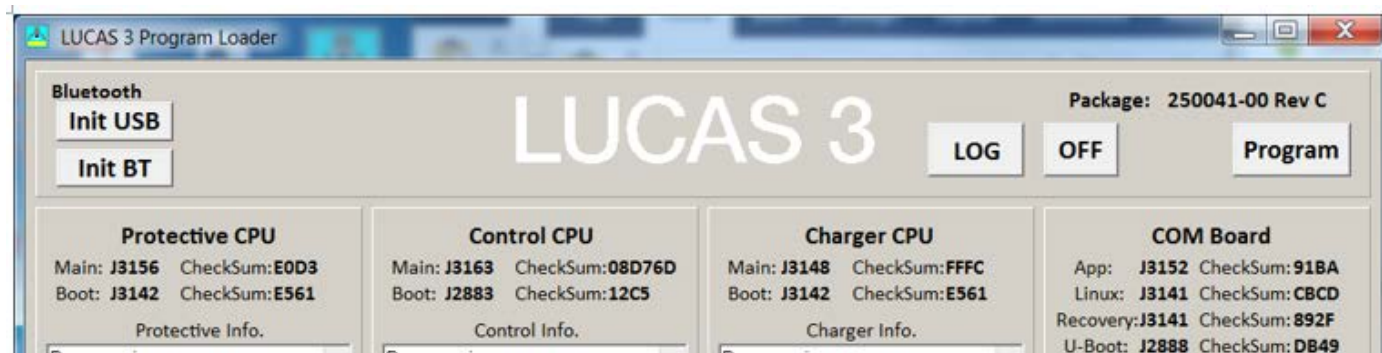 LUCAS 3 Program Loader
Bluetooth
Init USB
Init BT
LUCAS 3
LOG
OFF
Package: 250041-00 Rev C
Program
Protective CPU
Main: J3156 CheckSum:E0D3
Boot: J3142 CheckSum:E561
Protective Info.
Control CPU
Main: J3163 CheckSum:08D76D
Boot: J2883 CheckSum:12C5
Control Info.
Charger CPU
Main: J3148 CheckSum:FFFC
Boot: J3142 CheckSum:E561
Charger Info.
COM Board
App: J3152 CheckSum:91BA
Linux: J3141 CheckSum:CBCD
Recovery:J3141 CheckSum:892F
U-Boot: J2888 CheckSum:DB49